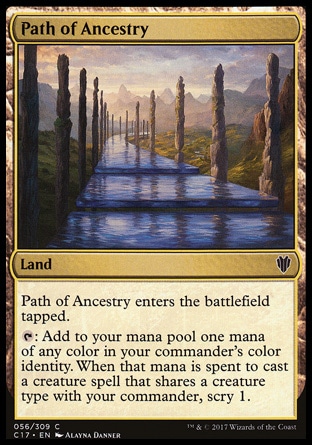 Path of Ancestry
Land
Path of Ancestry enters the battlefield
tapped.
: Add to your mana pool one mana
of any color in your commander's color
identity. When that mana is spent to cast
a creature spell that shares a creature
type with your commander, scry 1.
056/309 C
C17 • EN Alayna Danner
™ & © 2017 Wizards of the Coast